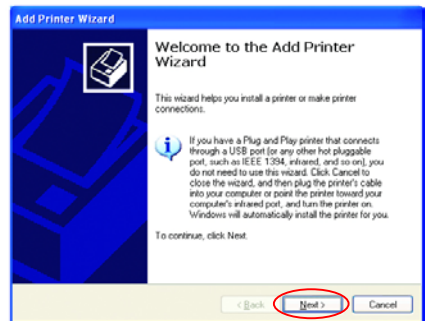 Add Printer Wizard
Welcome to the Add Printer
Wizard
This wizard helps you install a printer or make printer
connections.
If you have a Plug and Play printer that connects
through a USB port (or any other hot pluggable
port, such as IEEE 1394, infrared, and so on), you
do not need to use this wizard. Click Cancel to
close the wizard, and then plug the printer's cable
into your computer or point the printer toward your
computer's infrared port, and turn the printer on.
Windows will automatically install the printer for you.
To continue, click Next.
< Back Next > Cancel